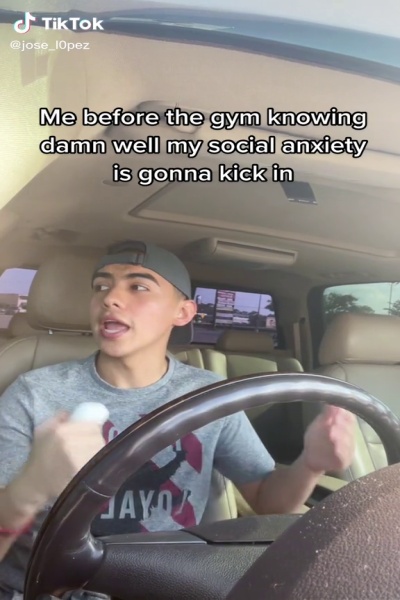 TikTok
@jose_l0pez
Me before the gym knowing
damn well my social anxiety
is gonna kick in